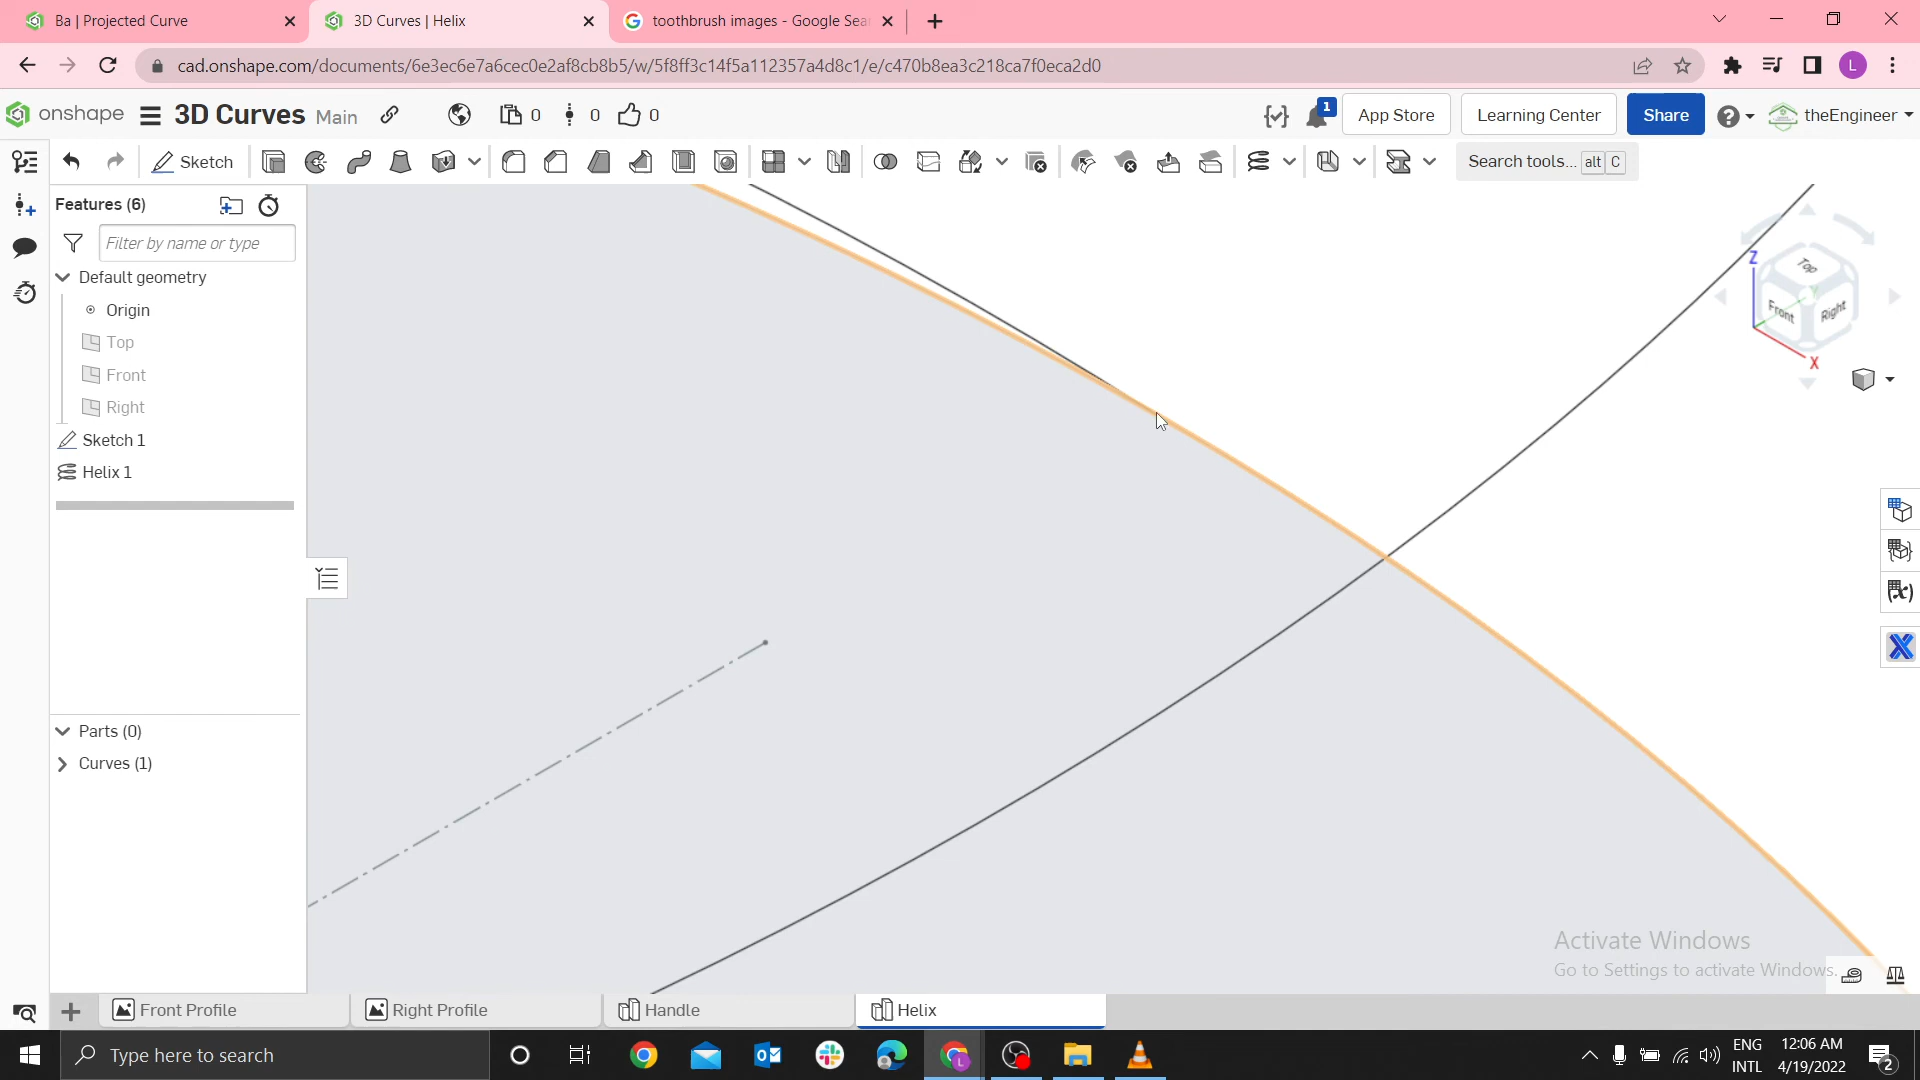 Ba | Projected Curve
3D Curves | Helix
toothbrush images - Google Sea
cad.onshape.com/documents/6e3ec6e7a6cec0e2af8cb8b5/w/5f8ff3c14f5a112357a4d8c1/e/c470b8ea3c218ca7f0eca2d0
L
onshape 3D Curves Main 0 0 0
1 App Store Learning Center Share theEngineer
Sketch
Search tools... alt C
Features (6)
Filter by name or type
Default geometry
Origin
Top
Front
Right
Sketch 1
Helix 1
Z Top Front Right X
Parts (0)
Curves (1)
Activate Windows
Go to Settings to activate Windows.
Front Profile Right Profile Handle Helix
Type here to search
ENG
INTL
12:06 AM
4/19/2022
2